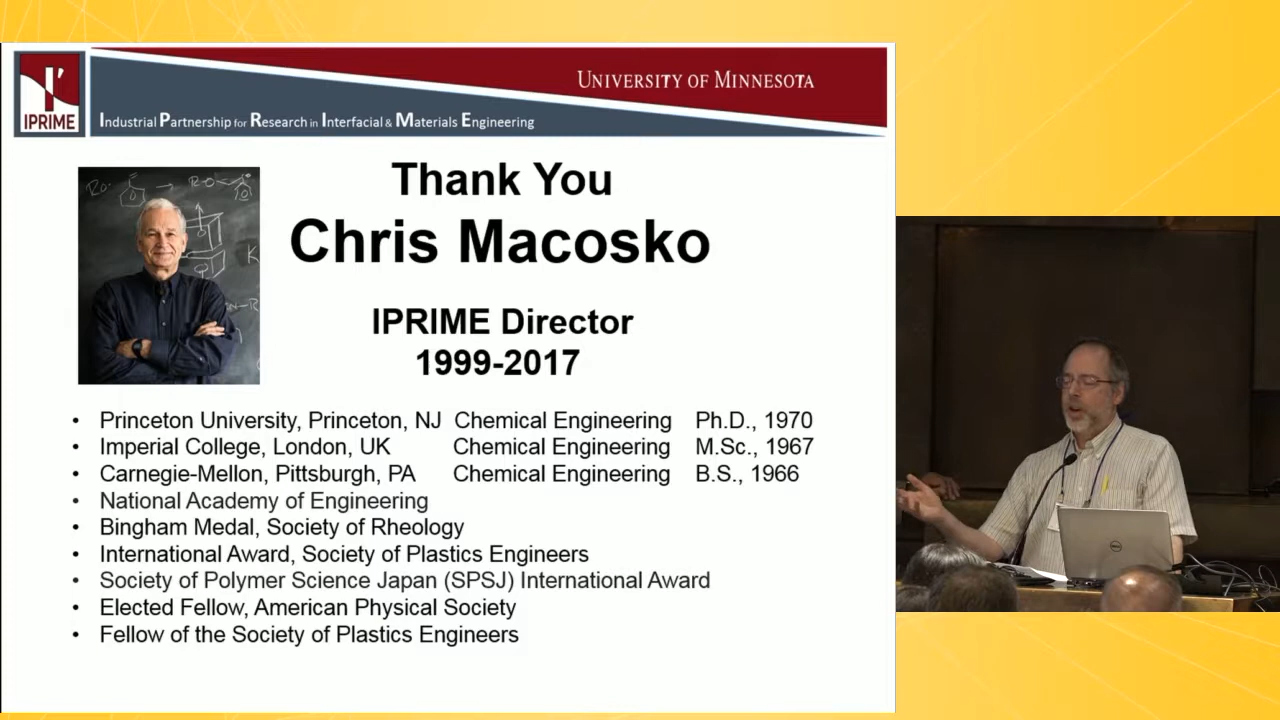 UNIVERSITY OF MINNESOTA
IPRIME
Industrial Partnership for Research in Interfacial & Materials Engineering
Thank You
Chris Macosko
IPRIME Director
1999-2017
• Princeton University, Princeton, NJ Chemical Engineering Ph.D., 1970
• Imperial College, London, UK Chemical Engineering M.Sc., 1967
• Carnegie-Mellon, Pittsburgh, PA Chemical Engineering B.S., 1966
• National Academy of Engineering
• Bingham Medal, Society of Rheology
• International Award, Society of Plastics Engineers
• Society of Polymer Science Japan (SPSJ) International Award
• Elected Fellow, American Physical Society
• Fellow of the Society of Plastics Engineers
DELL